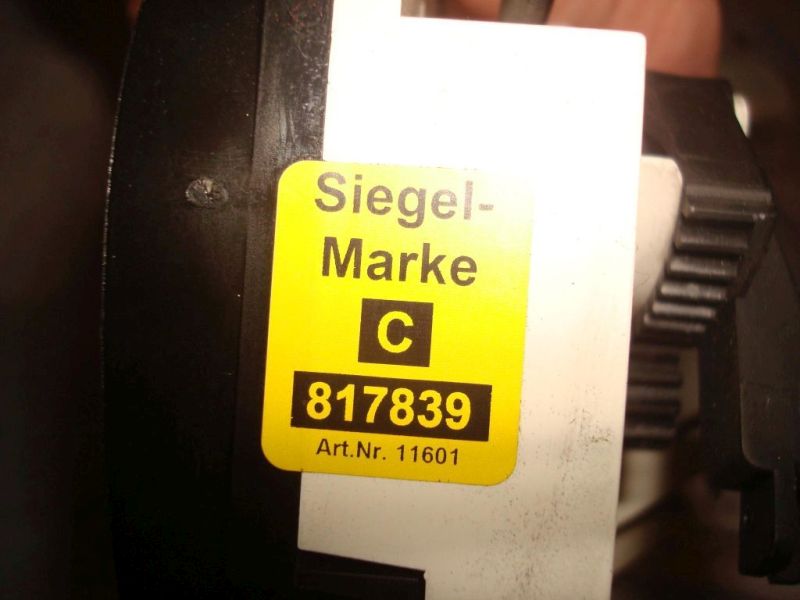 Siegel-
Marke
C
817839
Art.Nr. 11601